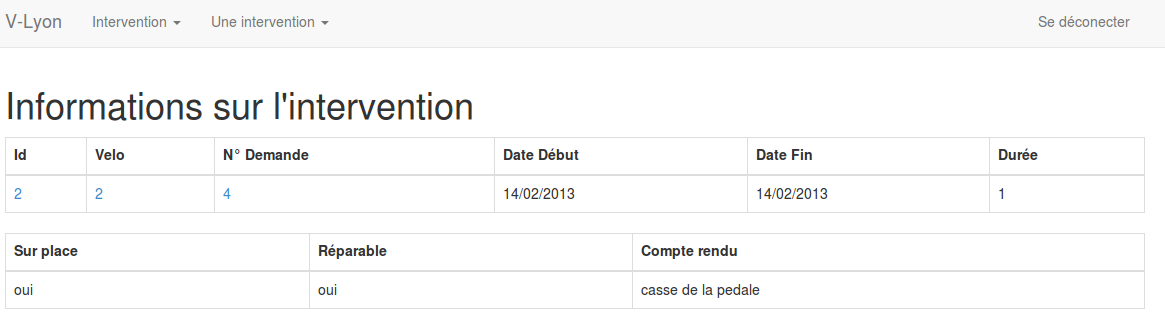 V-Lyon Intervention Une intervention Se déconecter
Informations sur l'intervention
Id Velo N° Demande Date Début Date Fin Durée
2 2 4 14/02/2013 14/02/2013 1
Sur place Réparable Compte rendu
oui oui casse de la pedale